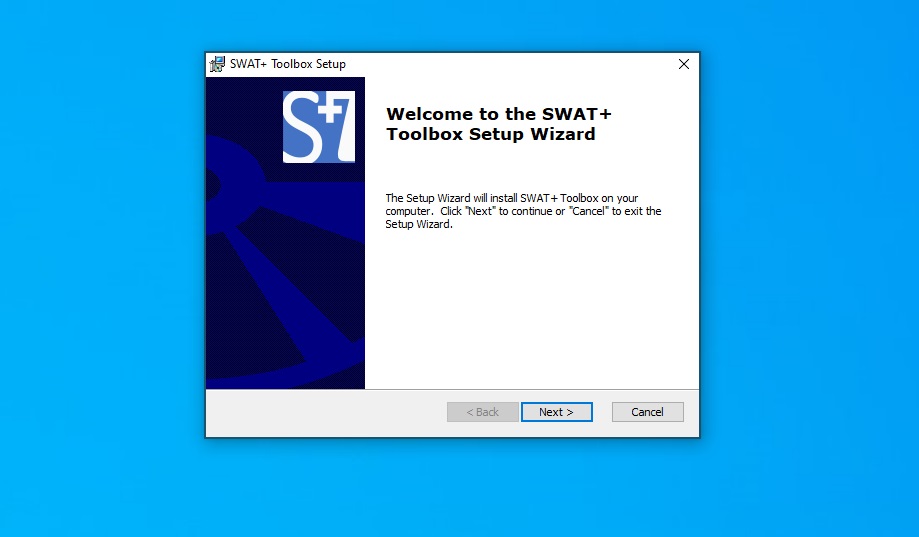 SWAT+ Toolbox Setup
S+
Welcome to the SWAT+
Toolbox Setup Wizard
The Setup Wizard will install SWAT+ Toolbox on your
computer. Click "Next" to continue or "Cancel" to exit the
Setup Wizard.
< Back
Next >
Cancel